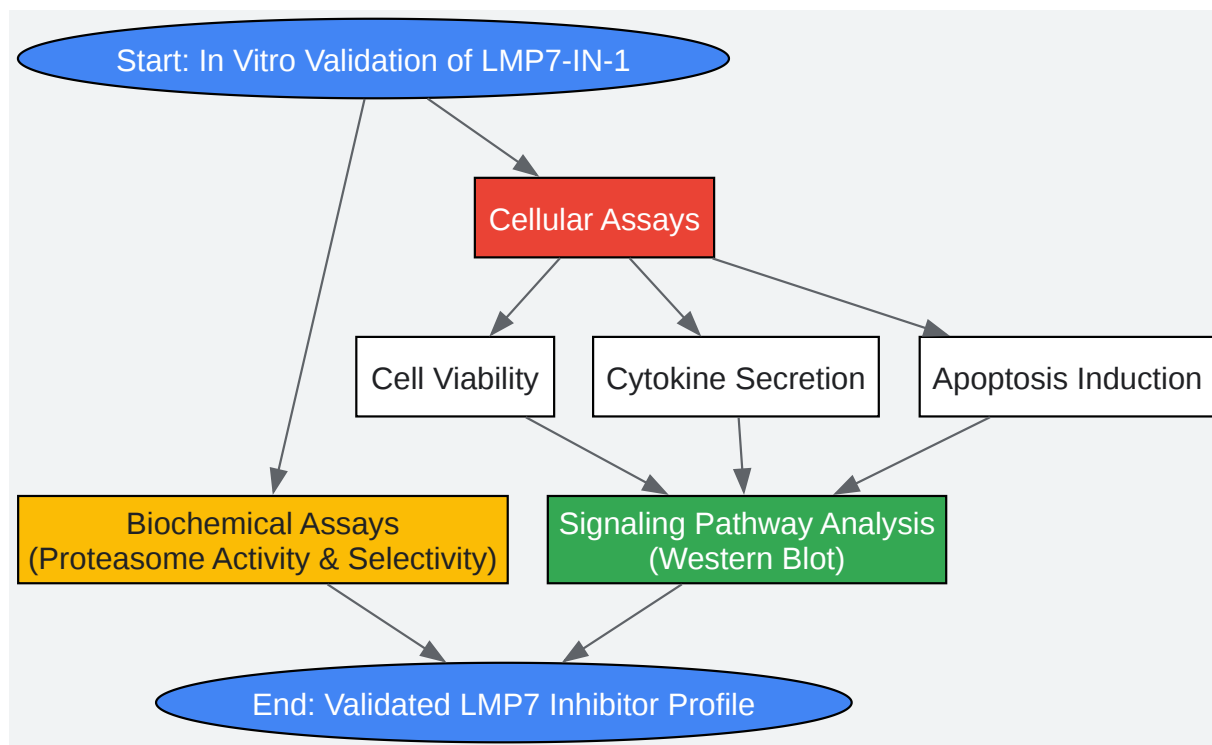 Start: In Vitro Validation of LMP7-IN-1
Cellular Assays
Cell Viability
Cytokine Secretion
Apoptosis Induction
Biochemical Assays
(Proteasome Activity & Selectivity)
Signaling Pathway Analysis
(Western Blot)
End: Validated LMP7 Inhibitor Profile